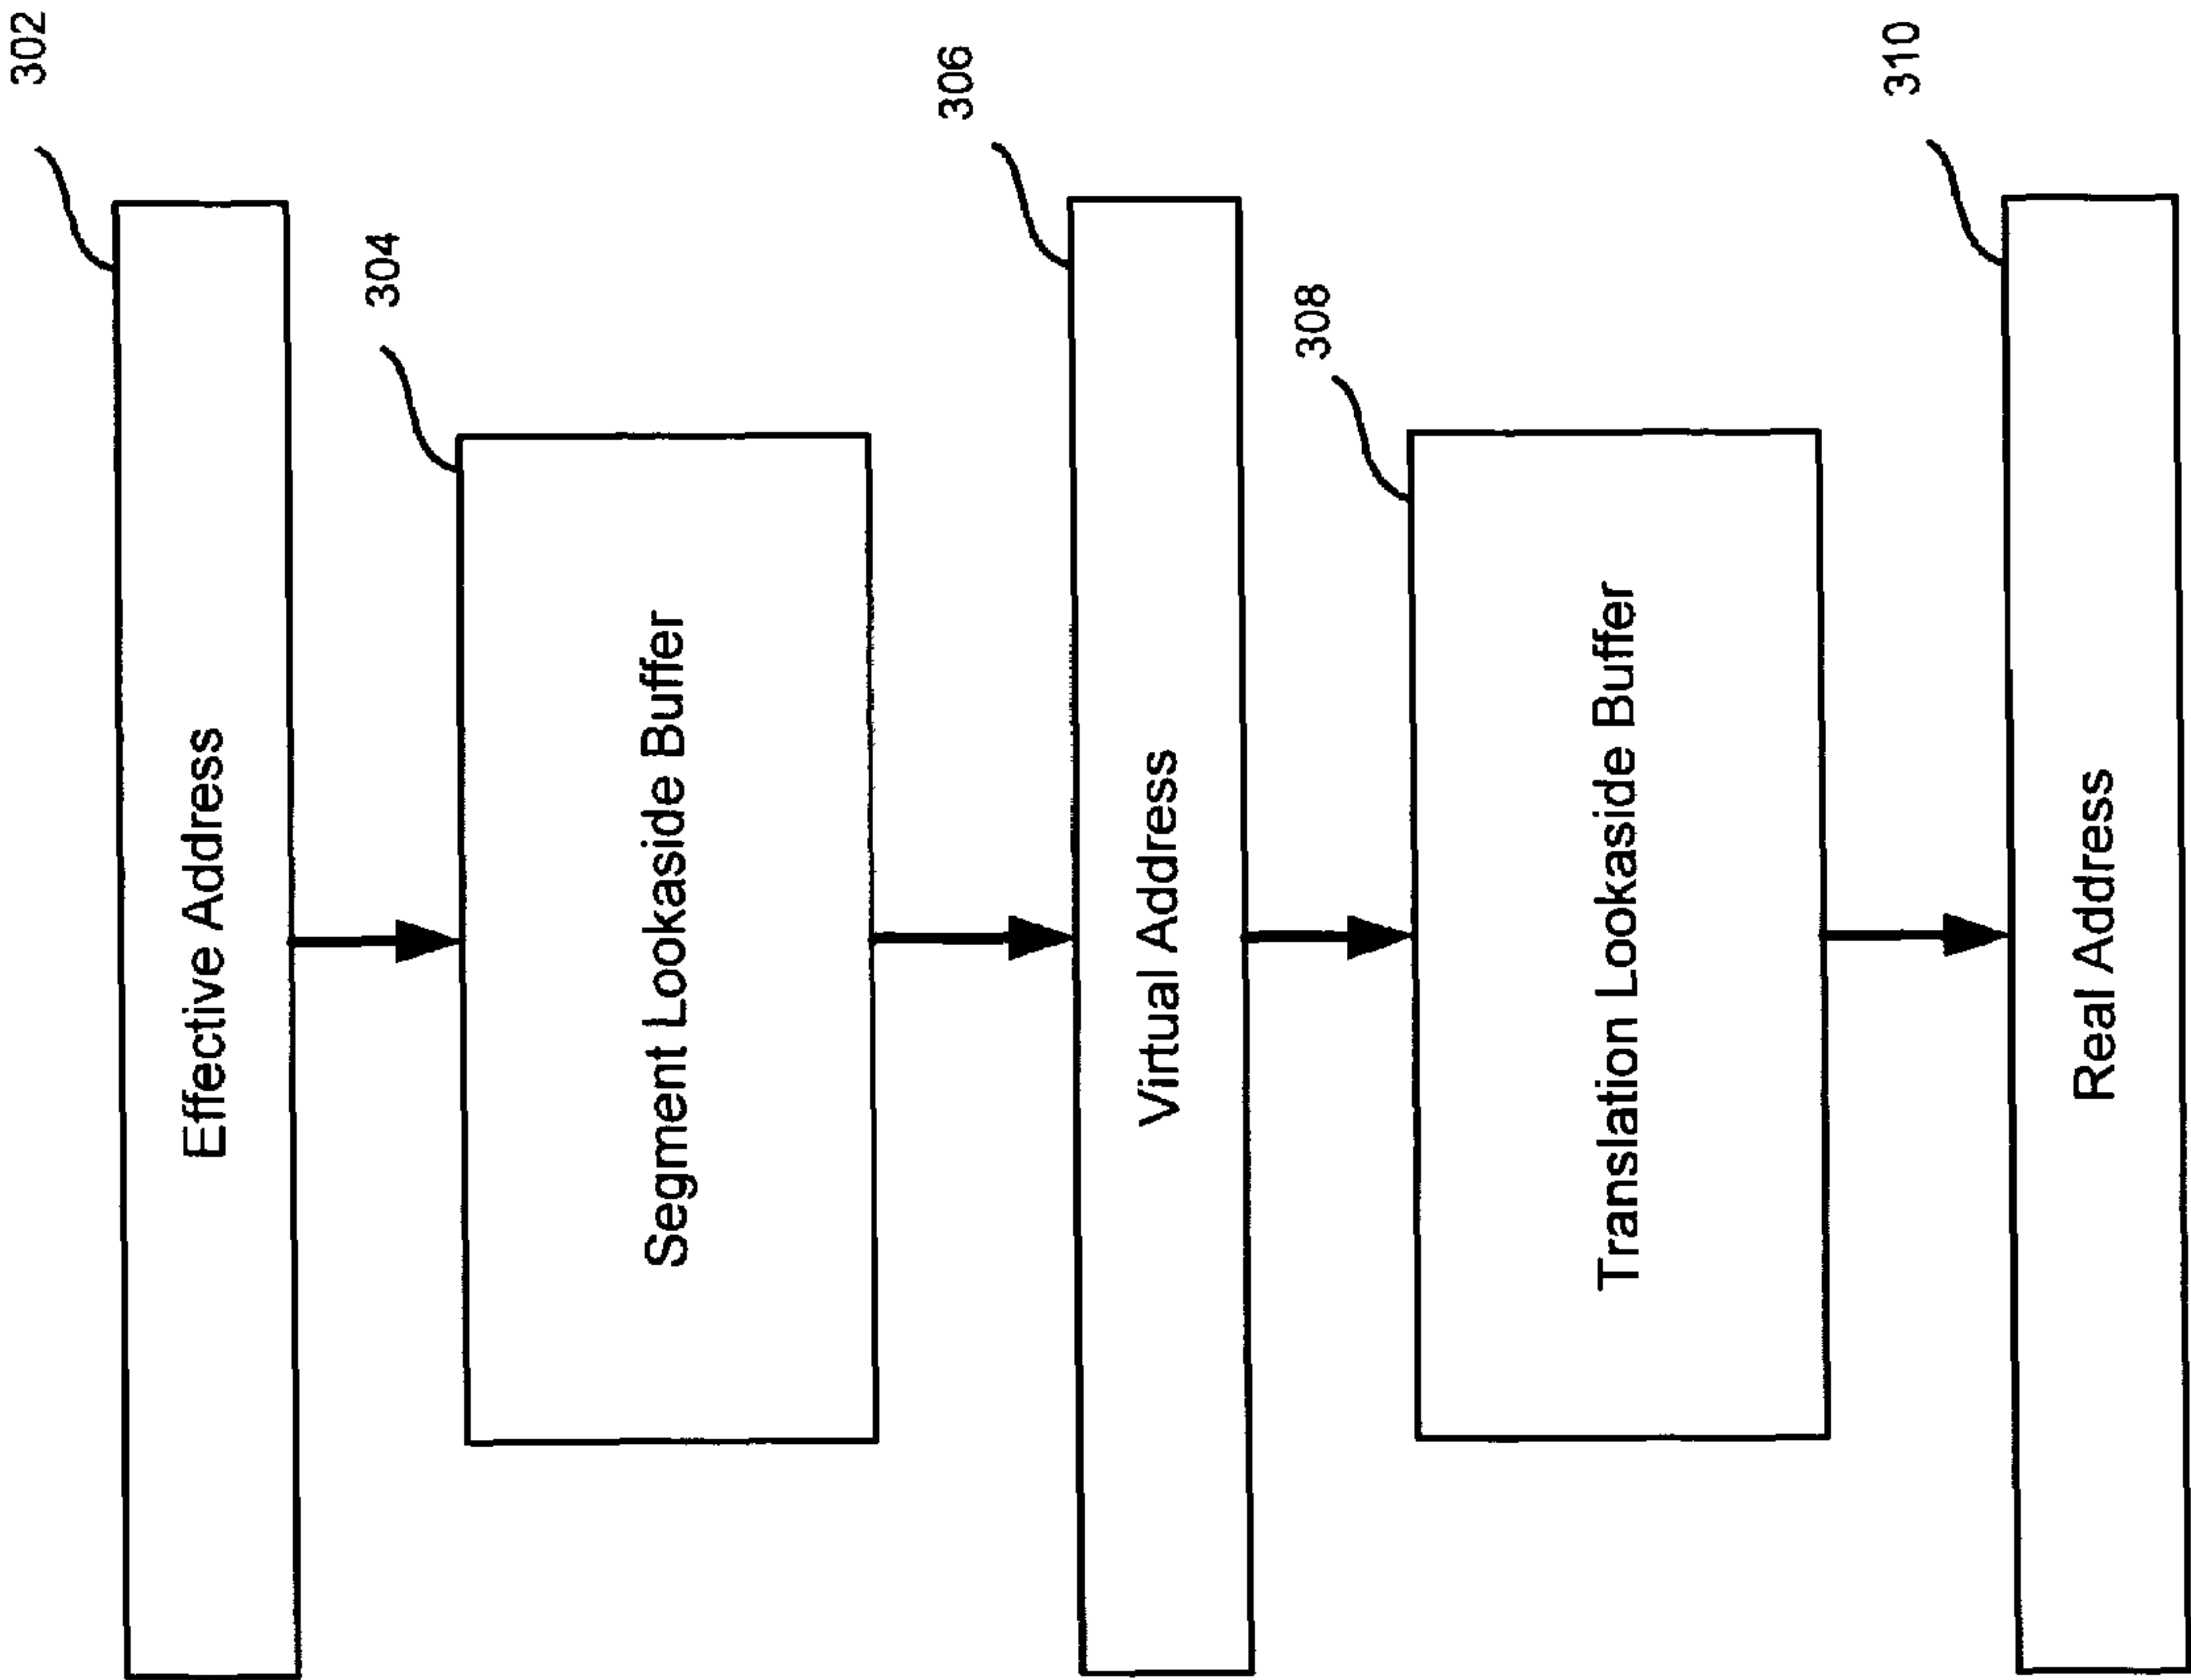 302
Effective Address
304
Segment Lookaside Buffer
306
Virtual Address
308
Translation Lookaside Buffer
310
Real Address